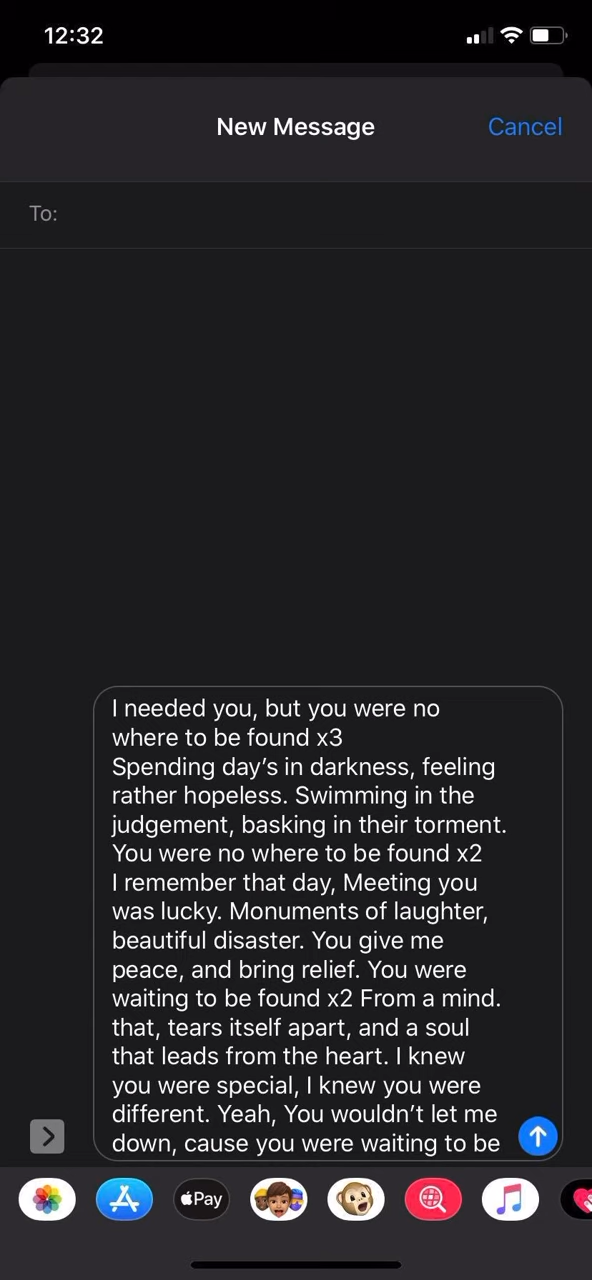 12:32
New Message
Cancel
To:
I needed you, but you were no
where to be found x3
Spending day’s in darkness, feeling
rather hopeless. Swimming in the
judgement, basking in their torment.
You were no where to be found x2
I remember that day, Meeting you
was lucky. Monuments of laughter,
beautiful disaster. You give me
peace, and bring relief. You were
waiting to be found x2 From a mind.
that, tears itself apart, and a soul
that leads from the heart. I knew
you were special, I knew you were
different. Yeah, You wouldn’t let me
down, cause you were waiting to be
Pay